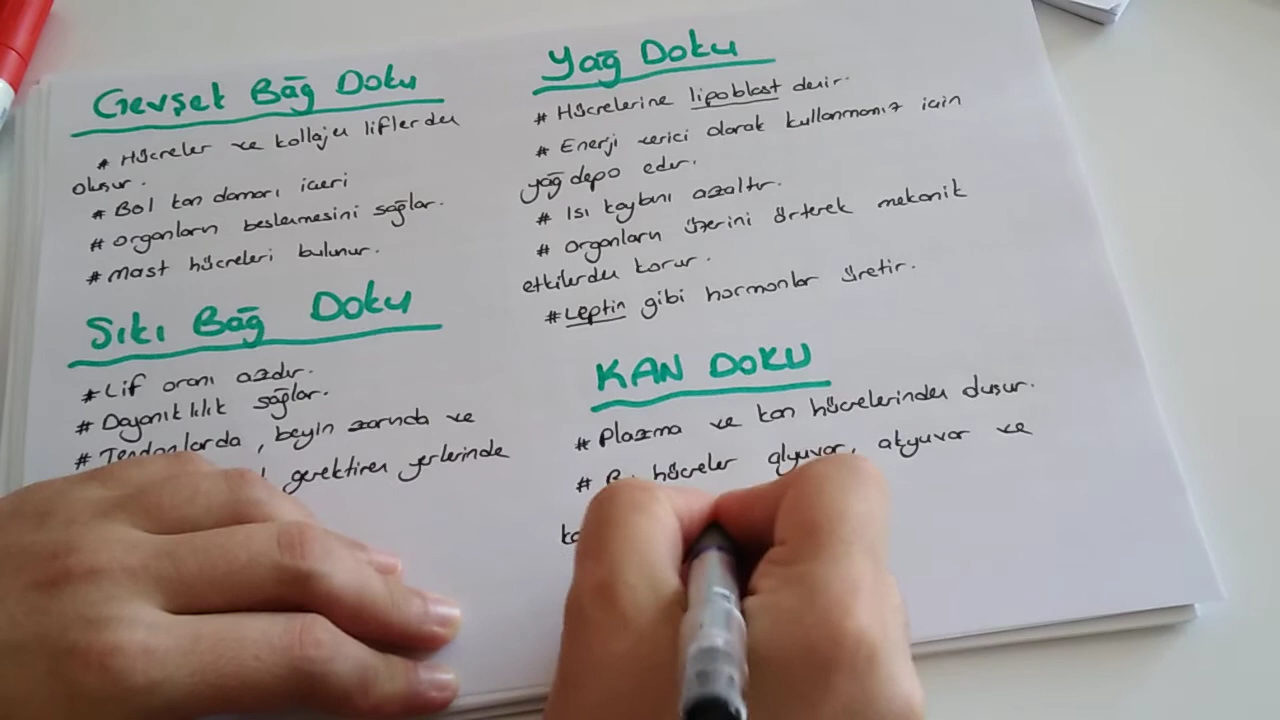 Gevşek Bağ Doku
# Hücreler ve kollajen liflerden
oluşur.
# Bol kan damarı içeri
# organların beslenmesini sağlar.
# mast hücreleri bulunur.
Sıkı Bağ Doku
# Lif oranı azdır.
# Dayanıklılık sağlar.
# Tendonlarda, beyin zarında ve
gerektiren yerlerinde
Yağ Doku
# Hücrelerine lipoblast denir.
# Enerji verici olarak kullanmamız için
yağ depo eder.
# Isı kaybını azaltır.
# organların üzerini örterek mekanik
etkilerden korur.
# Leptin gibi hormonlar üretir.
KAN DOKU
# Plazma ve kan hücrelerinden oluşur.
# hücreler alyuvar, akyuvar ve